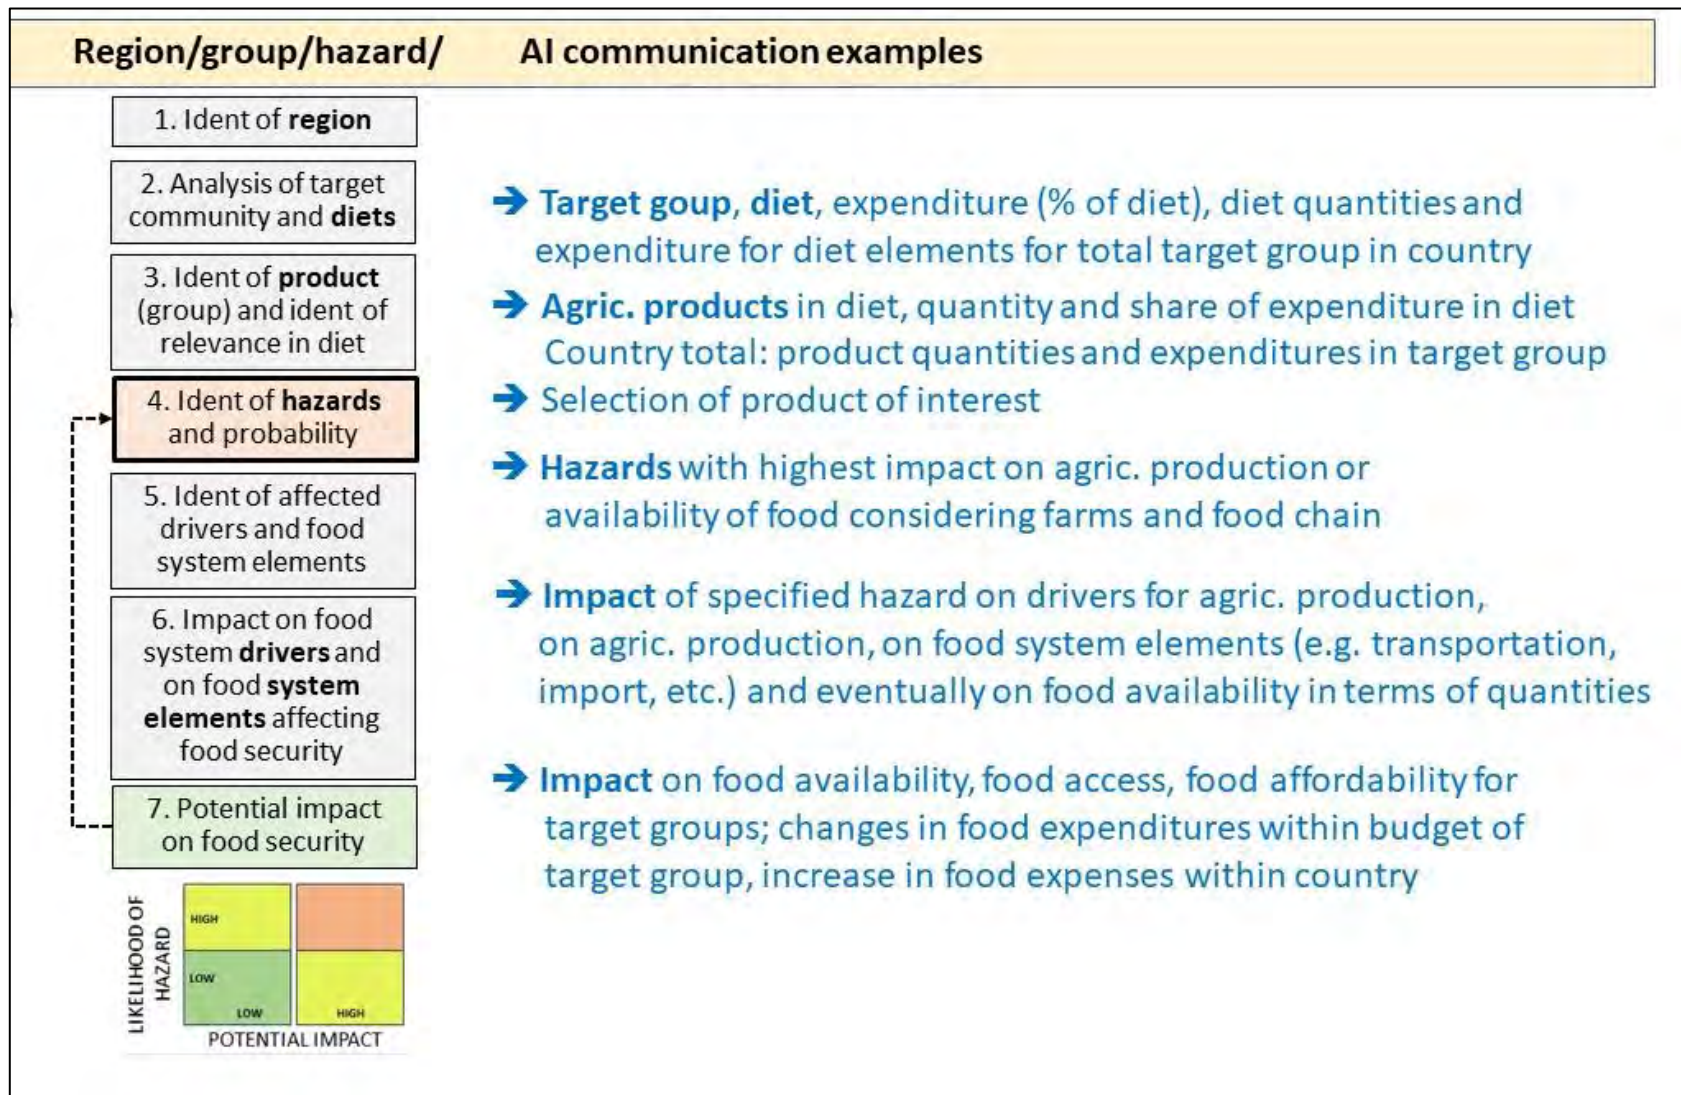 Region/group/hazard/ AI communication examples
1. Ident of region
2. Analysis of target
community and diets
3. Ident of product
(group) and ident of
relevance in diet
4. Ident of hazards
and probability
5. Ident of affected
drivers and food
system elements
6. Impact on food
system drivers and
on food system
elements affecting
food security
7. Potential impact
on food security
➔ Target goup, diet, expenditure (% of diet), diet quantities and
expenditure for diet elements for total target group in country
➔ Agric. products in diet, quantity and share of expenditure in diet
Country total: product quantities and expenditures in target group
➔ Selection of product of interest
➔ Hazards with highest impact on agric. production or
availability of food considering farms and food chain
➔ Impact of specified hazard on drivers for agric. production,
on agric. production, on food system elements (e.g. transportation,
import, etc.) and eventually on food availability in terms of quantities
➔ Impact on food availability, food access, food affordability for
target groups; changes in food expenditures within budget of
target group, increase in food expenses within country
LIKELIHOOD OF
HAZARD
HIGH
LOW
LOW HIGH
POTENTIAL IMPACT